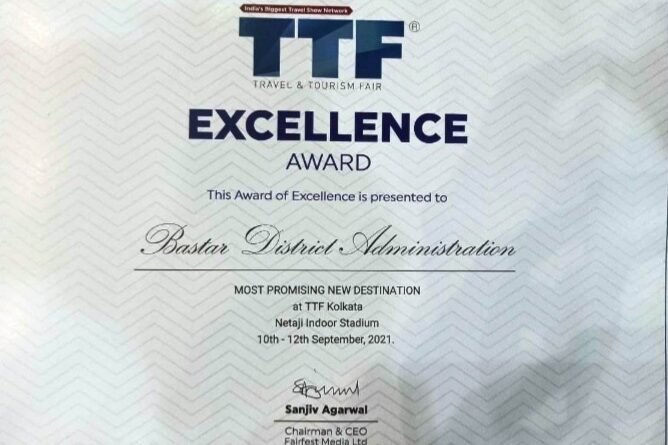 India's Biggest Travel Show Network
TTF®
TRAVEL & TOURISM FAIR
EXCELLENCE
AWARD
This Award of Excellence is presented to
Bastar District Administration
MOST PROMISING NEW DESTINATION
at TTF Kolkata
Netaji Indoor Stadium
10th - 12th September, 2021.
Sanjiv Agarwal
Chairman & CEO
Fairfest Media Ltd